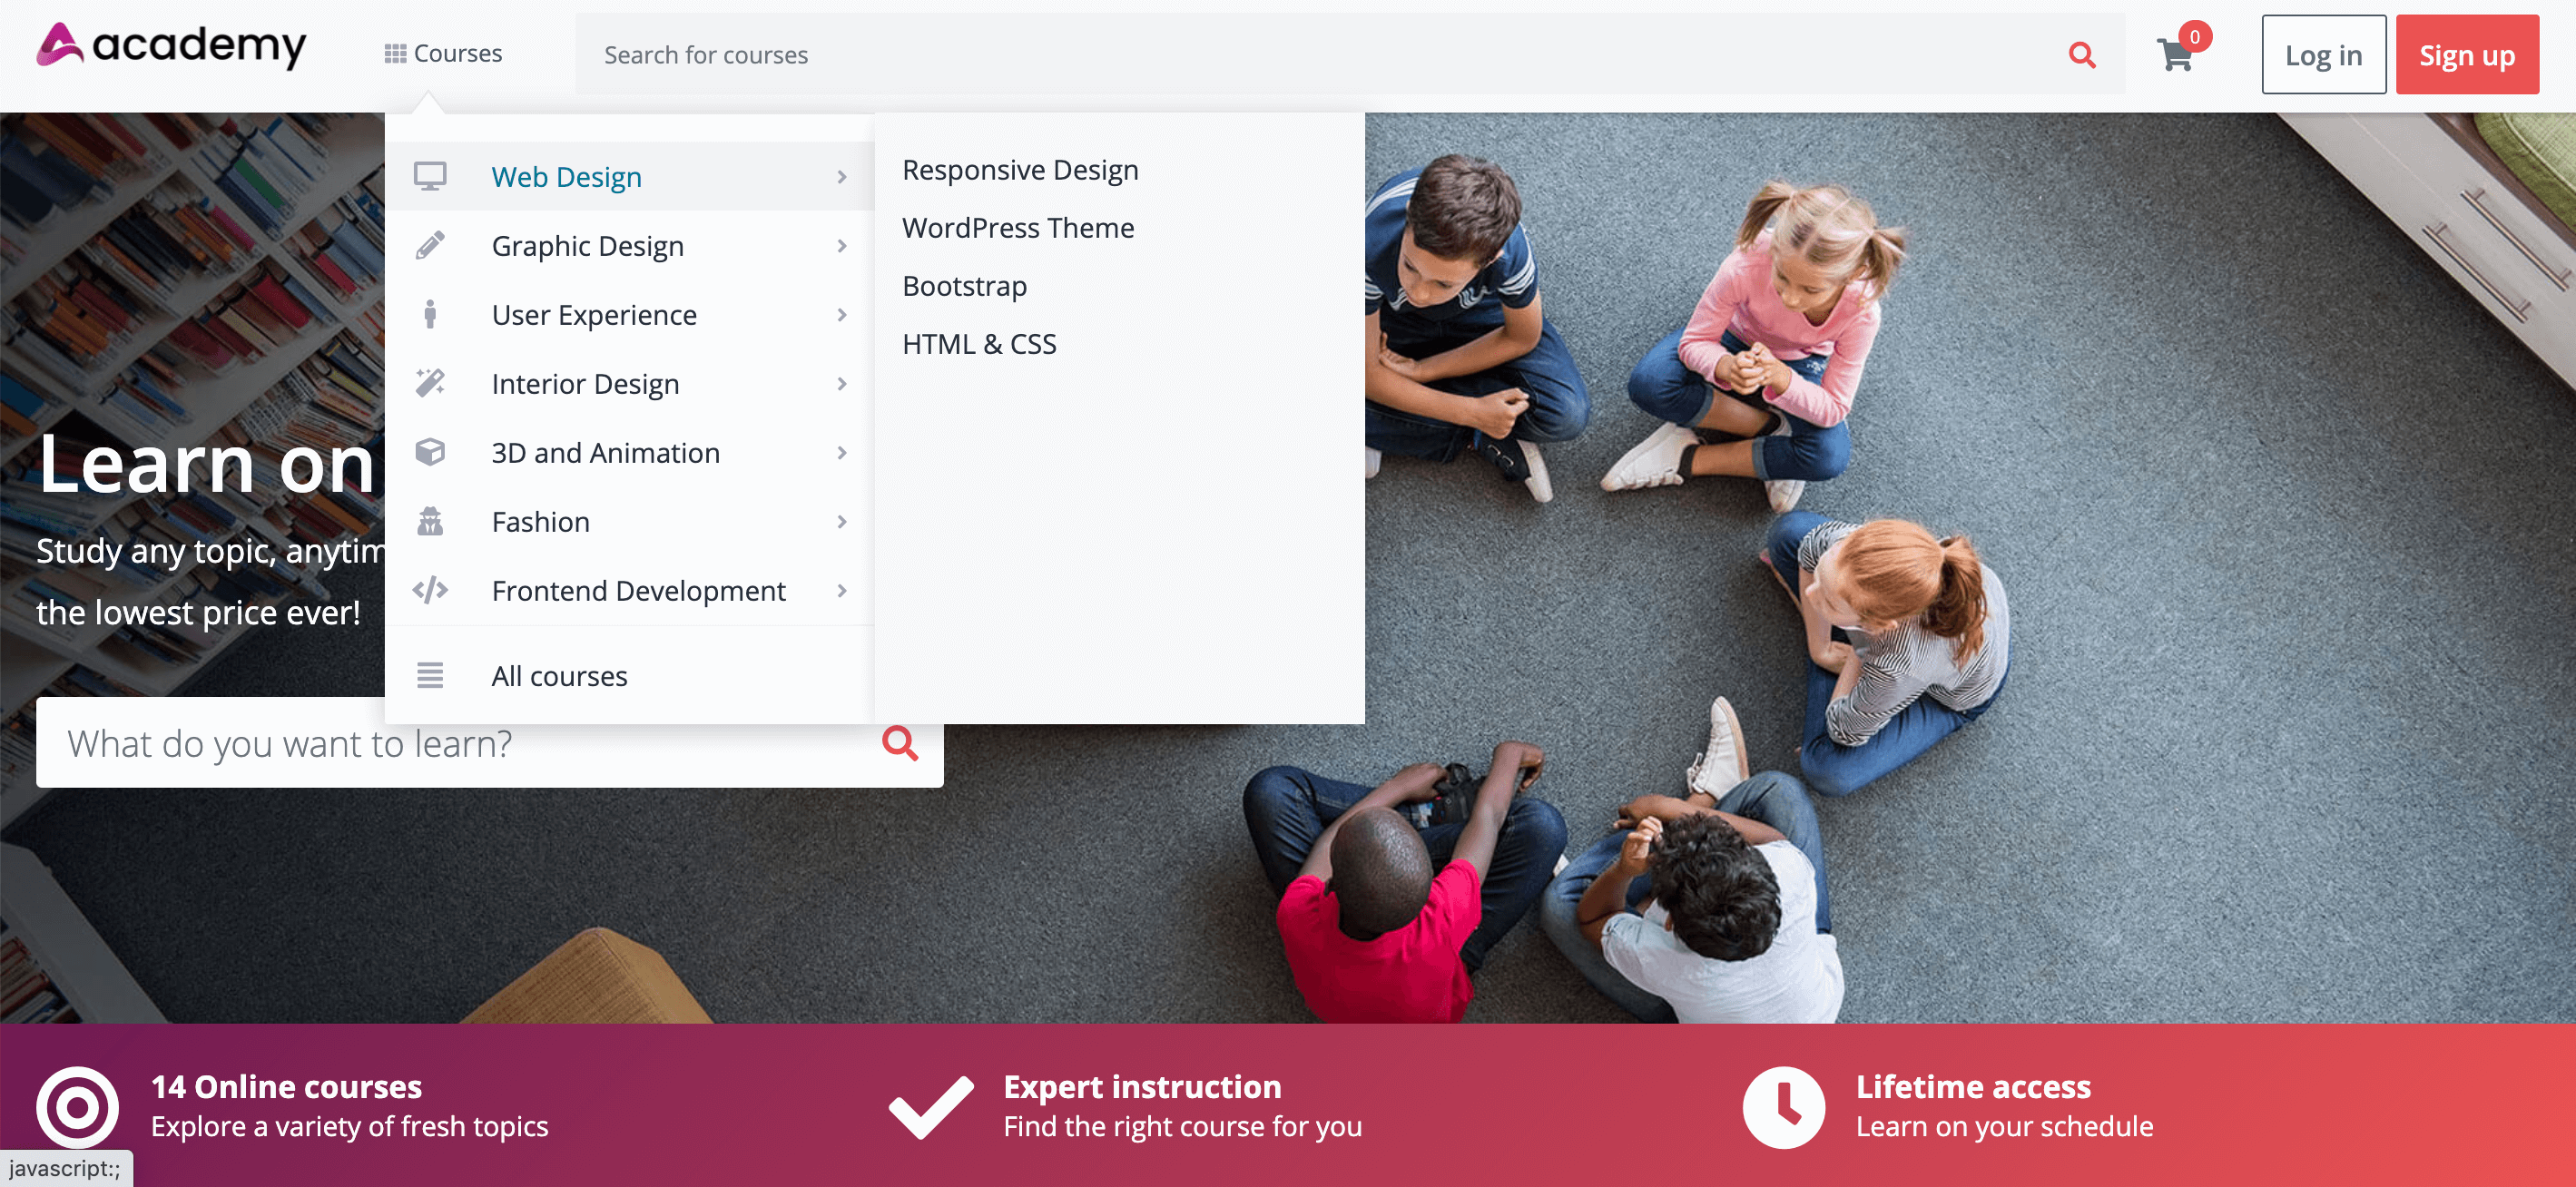 academy
Courses
Search for courses
0
Log in
Sign up
Web Design
Graphic Design
User Experience
Interior Design
3D and Animation
Fashion
Frontend Development
All courses
Responsive Design
WordPress Theme
Bootstrap
HTML & CSS
Learn on
Study any topic,
the lowest price ever!
What do you want to learn?
14 Online courses
Explore a variety of fresh topics
Expert instruction
Find the right course for you
Lifetime access
Learn on your schedule
javascript:;